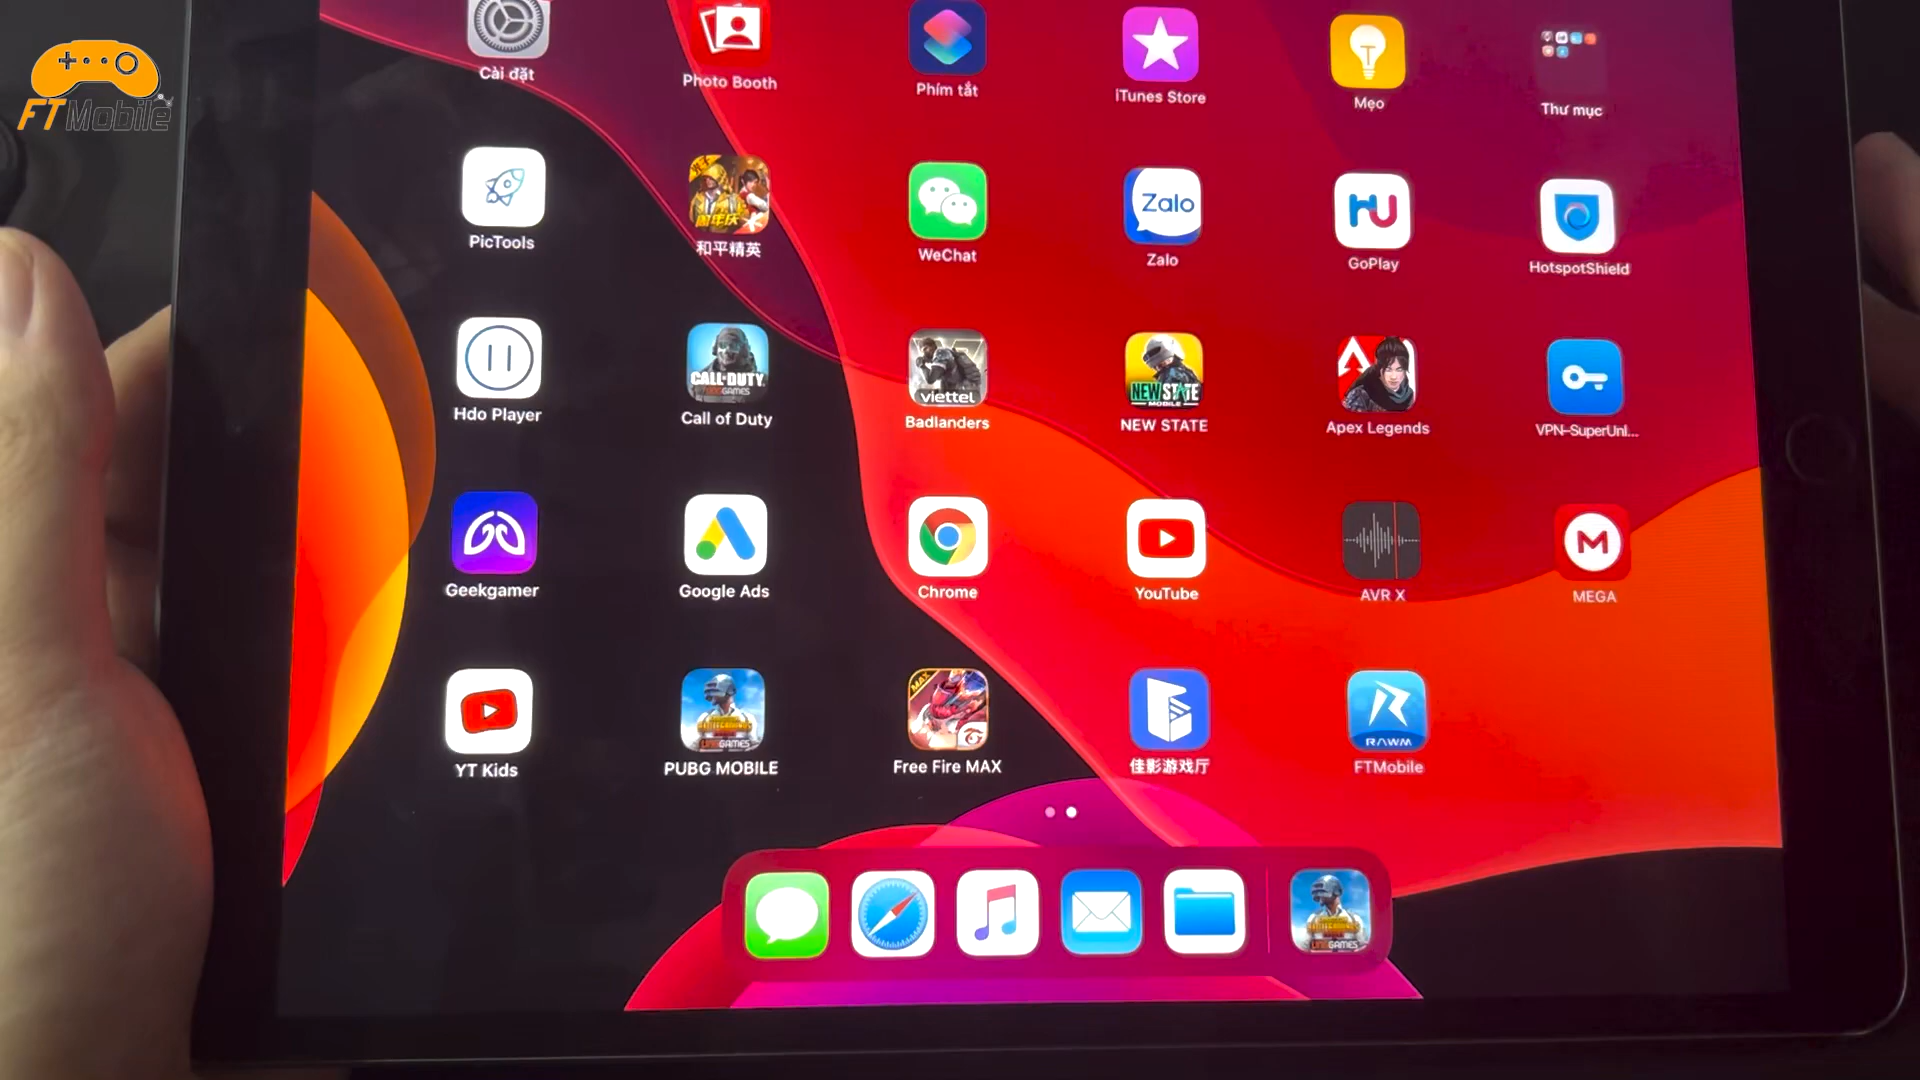 FTMobile
Cài đặt
Photo Booth
Phím tắt
iTunes Store
Mẹo
Thư mục
PicTools
和平精英
WeChat
Zalo
Zalo
GoPlay
HotspotShield
CALL·DUTY
viettel
NEW STATE
MOBILE
Hdo Player
Call of Duty
Badlanders
NEW STATE
Apex Legends
VPN-SuperUnl...
Geekgamer
Google Ads
Chrome
YouTube
AVR X
MEGA
MAX
RAWM
YT Kids
PUBG MOBILE
Free Fire MAX
佳影游戏厅
FTMobile